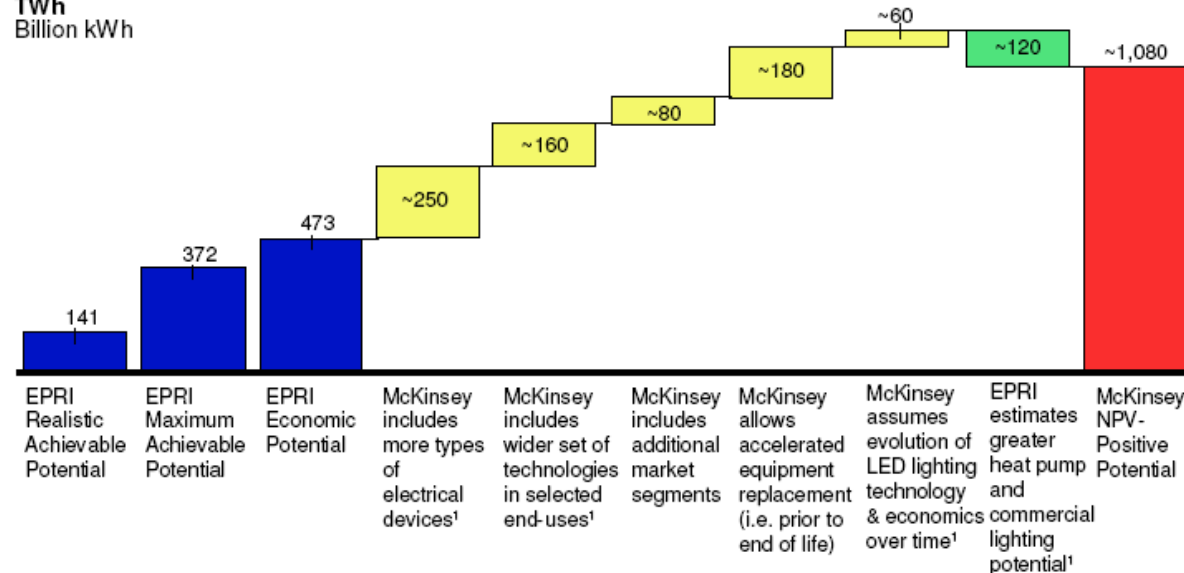 TWh
Billion kWh
141
372
473
~250
~160
~80
~180
~60
~120
~1,080
EPRI
Realistic
Achievable
Potential
EPRI
Maximum
Achievable
Potential
EPRI
Economic
Potential
McKinsey
includes
more types
of
electrical
devices¹
McKinsey
includes
wider set of
technologies
in selected
end-uses¹
McKinsey
includes
additional
market
segments
McKinsey
allows
accelerated
equipment
replacement
(i.e. prior to
end of life)
McKinsey
assumes
evolution of
LED lighting
technology
& economics
over time¹
EPRI
estimates
greater
heat pump
and
commercial
lighting
potential¹
McKinsey
NPV-
Positive
Potential